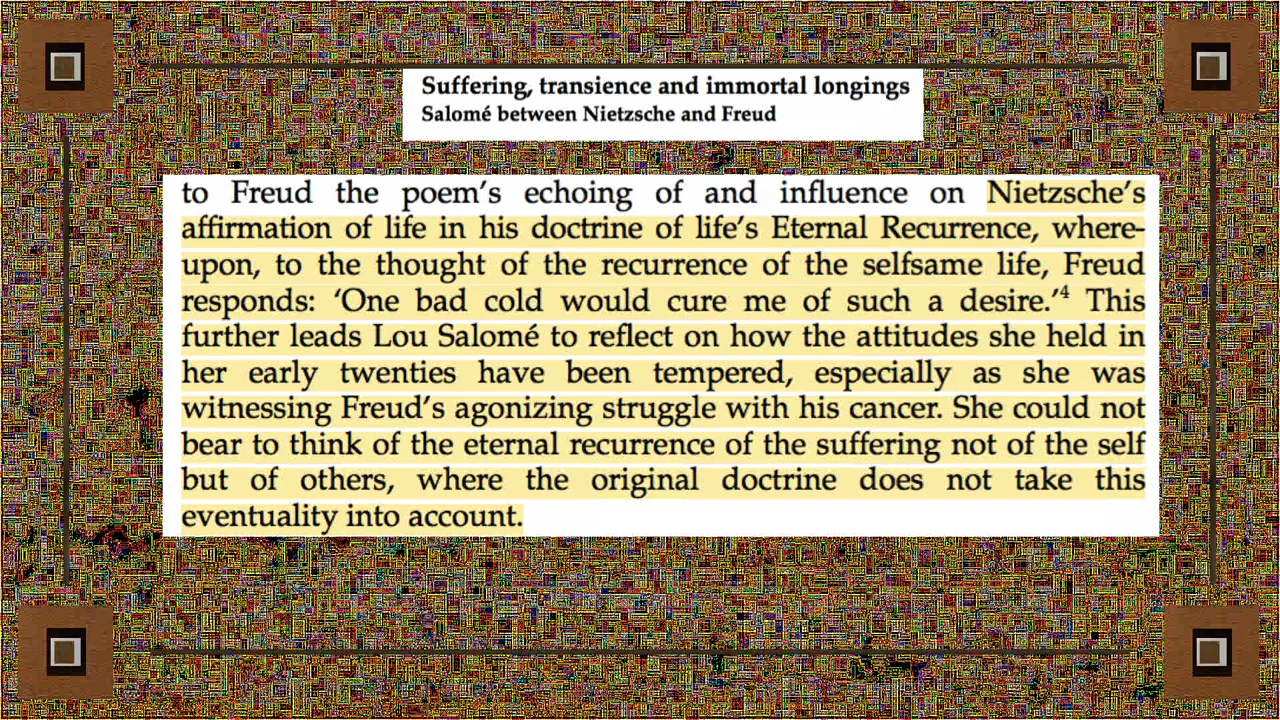 Suffering, transience and immortal longings
Salomé between Nietzsche and Freud
to Freud the poem’s echoing of and influence on Nietzsche’s
affirmation of life in his doctrine of life’s Eternal Recurrence, where-
upon, to the thought of the recurrence of the selfsame life, Freud
responds: ‘One bad cold would cure me of such a desire.’⁴ This
further leads Lou Salomé to reflect on how the attitudes she held in
her early twenties have been tempered, especially as she was
witnessing Freud’s agonizing struggle with his cancer. She could not
bear to think of the eternal recurrence of the suffering not of the self
but of others, where the original doctrine does not take this
eventuality into account.